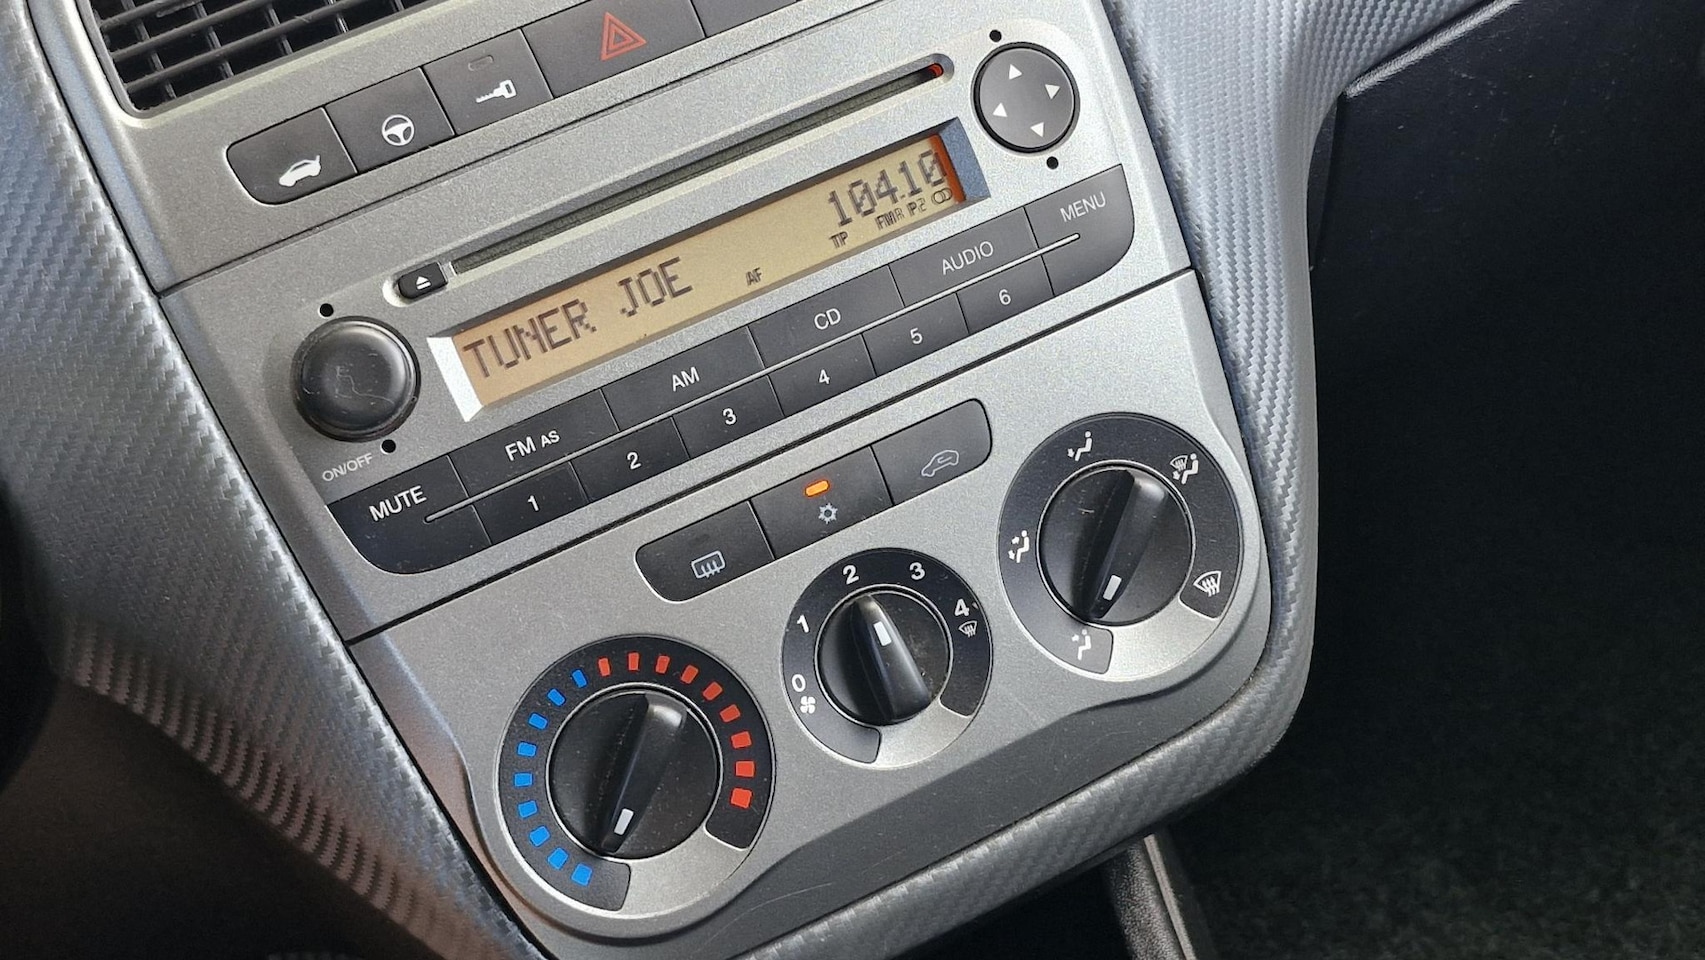 104.10
TP FMR P2
TUNER JOE AF
ON/OFF
MUTE FM AS AM CD AUDIO MENU
1 2 3 4 5 6
0 1 2 3 4